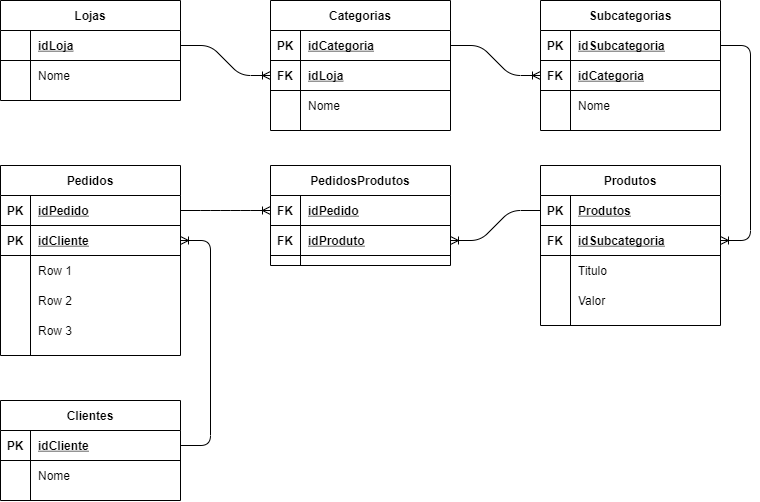 Lojas
idLoja
Nome
Categorias
PK idCategoria
FK idLoja
Nome
Subcategorias
PK idSubcategoria
FK idCategoria
Nome
Pedidos
PK idPedido
PK idCliente
Row 1
Row 2
Row 3
PedidosProdutos
FK idPedido
FK idProduto
Produtos
PK Produtos
FK idSubcategoria
Titulo
Valor
Clientes
PK idCliente
Nome